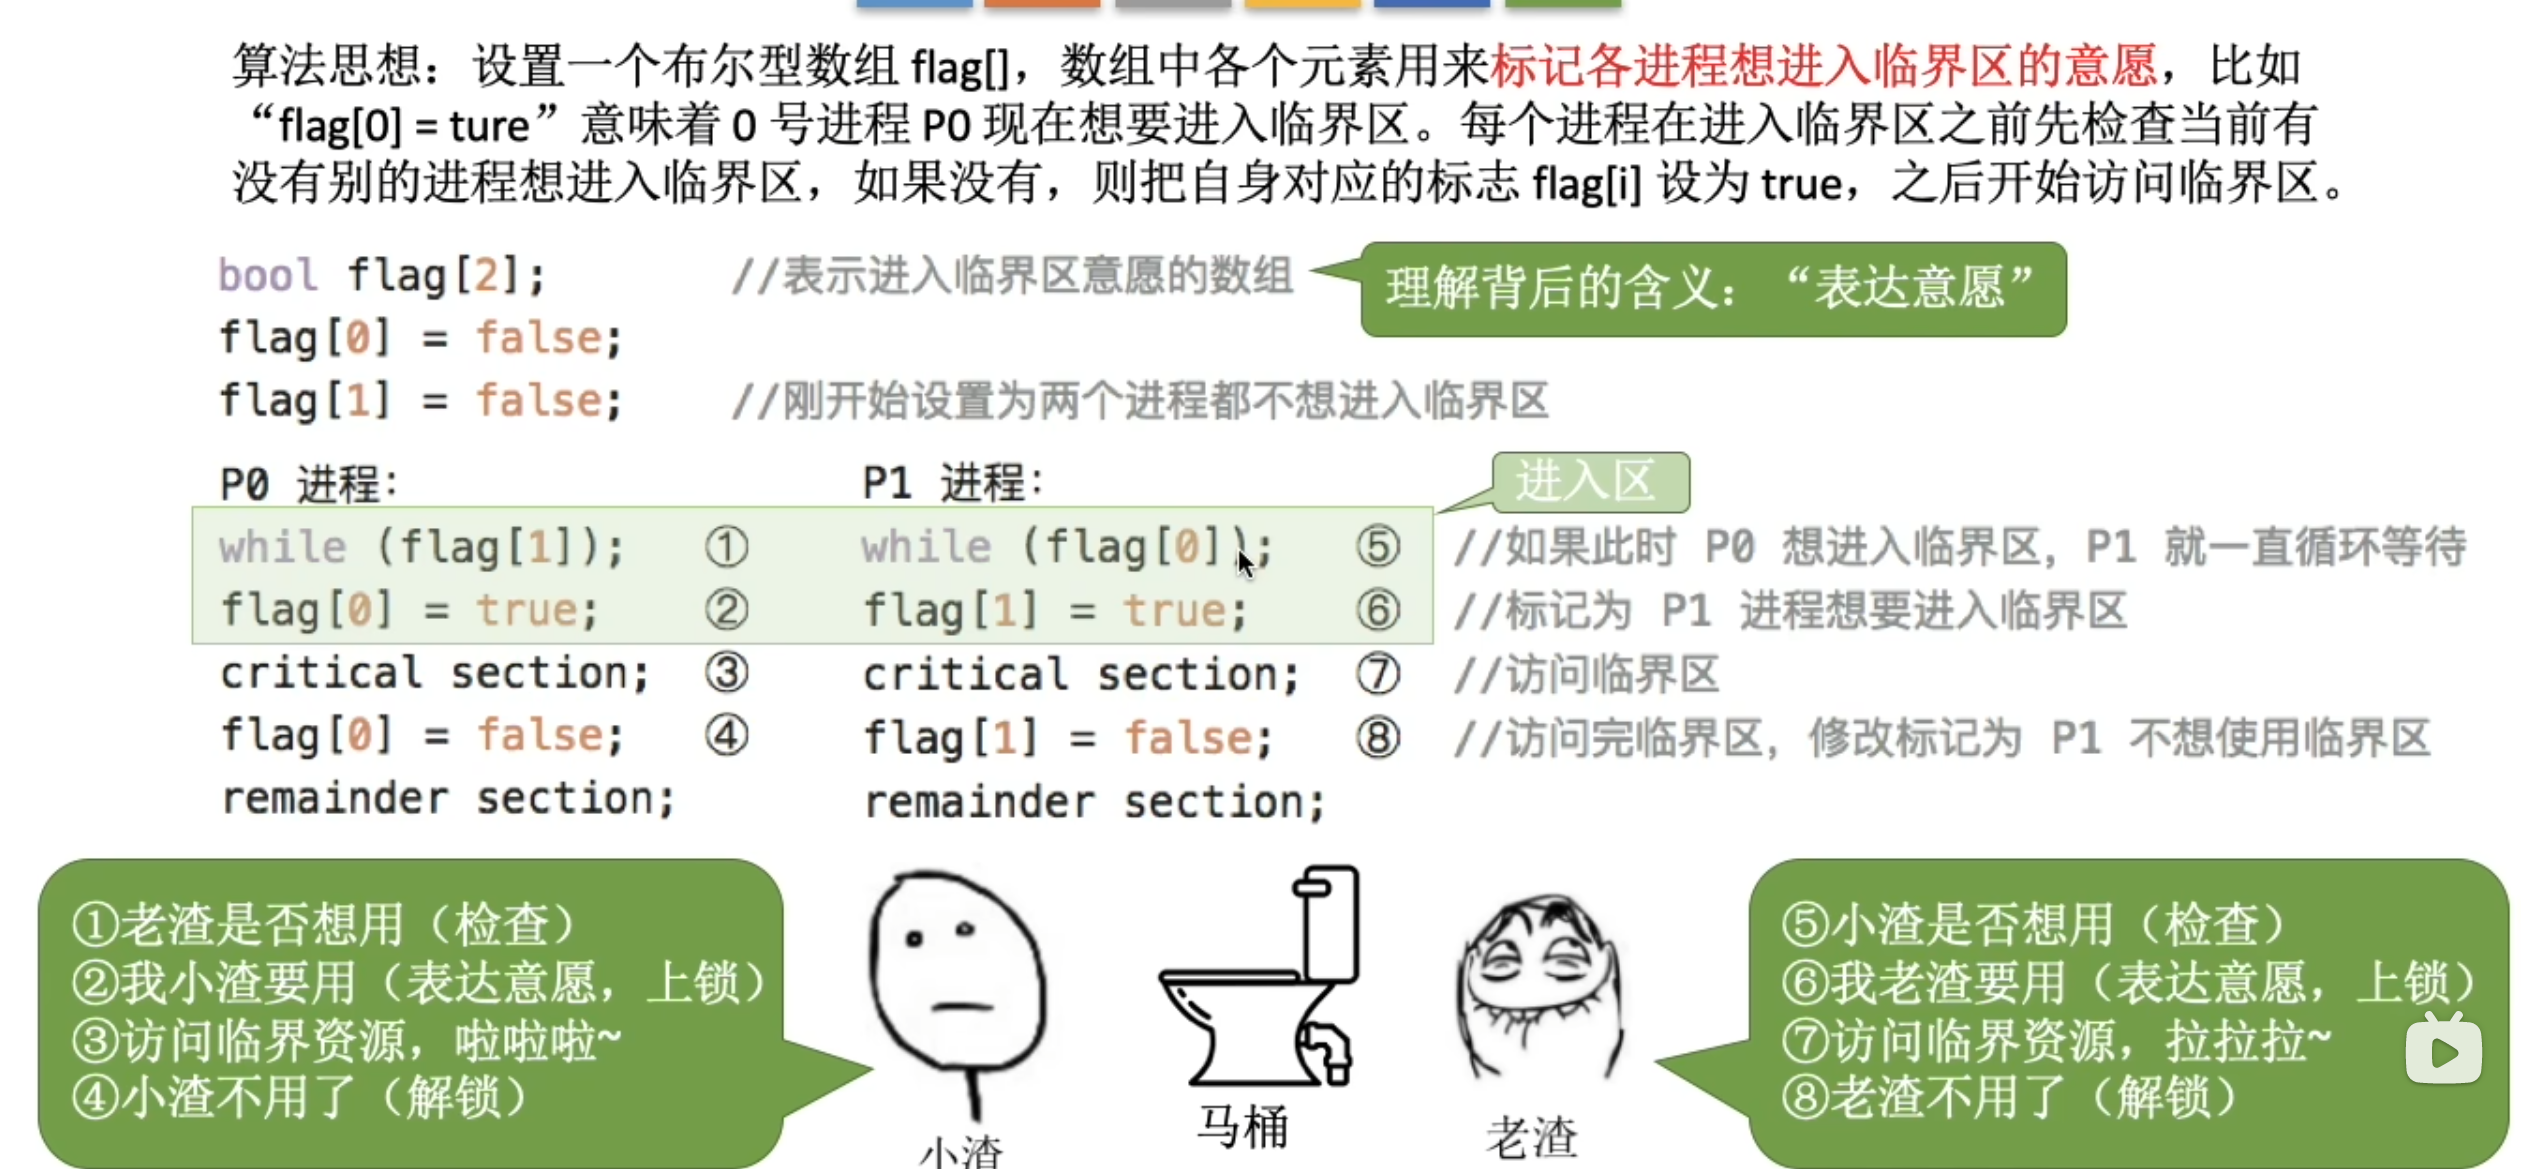 算法思想：设置一个布尔型数组 flag[]，数组中各个元素用来标记各进程想进入临界区的意愿，比如
“flag[0] = ture”意味着 0 号进程 P0 现在想要进入临界区。每个进程在进入临界区之前先检查当前有
没有别的进程想进入临界区，如果没有，则把自身对应的标志 flag[i] 设为 true，之后开始访问临界区。
bool flag[2]; //表示进入临界区意愿的数组
理解背后的含义：“表达意愿”
flag[0] = false;
flag[1] = false; //刚开始设置为两个进程都不想进入临界区
P0 进程： P1 进程：
进入区
while (flag[1]); ① while (flag[0]); ⑤ //如果此时 P0 想进入临界区，P1 就一直循环等待
flag[0] = true; ② flag[1] = true; ⑥ //标记为 P1 进程想要进入临界区
critical section; ③ critical section; ⑦ //访问临界区
flag[0] = false; ④ flag[1] = false; ⑧ //访问完临界区，修改标记为 P1 不想使用临界区
remainder section; remainder section;
①老渣是否想用（检查）
②我小渣要用（表达意愿，上锁）
③访问临界资源，啦啦啦~
④小渣不用了（解锁）
小渣
马桶
老渣
⑤小渣是否想用（检查）
⑥我老渣要用（表达意愿，上锁）
⑦访问临界资源，拉拉拉~
⑧老渣不用了（解锁）